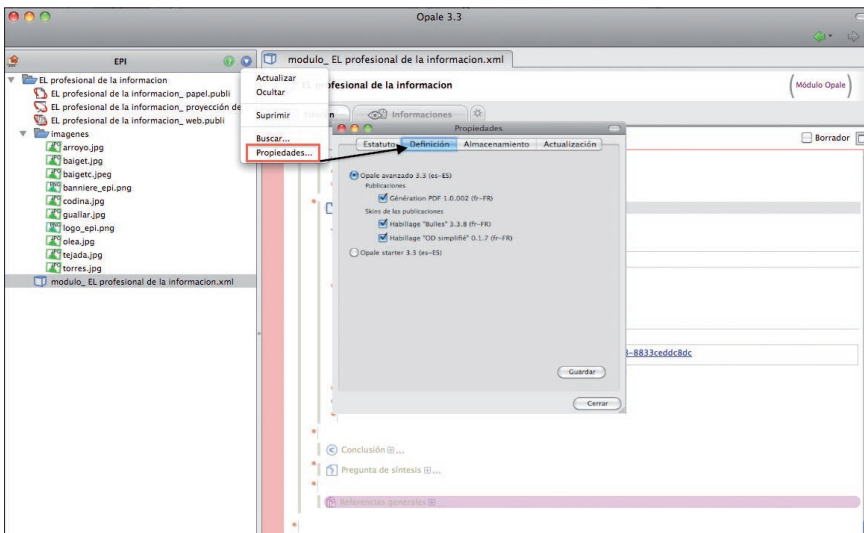 Opale 3.3
EPI
EL profesional de la informacion
EL profesional de la informacion_ papel.publi
EL profesional de la informacion_ proyección de
EL profesional de la informacion_ web.publi
imagenes
arroyo.jpg
baiget.jpg
baigetc.jpeg
banniere_epi.png
codina.jpg
guallar.jpg
logo_epi.png
olea.jpg
tejada.jpg
torres.jpg
modulo_ EL profesional de la informacion.xml
Actualizar
Ocultar
Suprimir
Buscar...
Propiedades...
modulo_ EL profesional de la informacion.xml
profesional de la informacion
(Módulo Opale)
Informaciones
Borrador
Propiedades
Estatuto
Definición
Almacenamiento
Actualización
Opale avanzado 3.3 (es-ES)
Publicaciones
Génération PDF 1.0.002 (fr-FR)
Skins de las publicaciones
Habillage "Bulles" 3.3.8 (fr-FR)
Habillage "OD simplifié" 0.1.7 (fr-FR)
Opale starter 3.3 (es-ES)
Guardar
Cerrar
-8833ceddc8dc
Conclusión ...
Pregunta de síntesis ...
Referencias generales ...